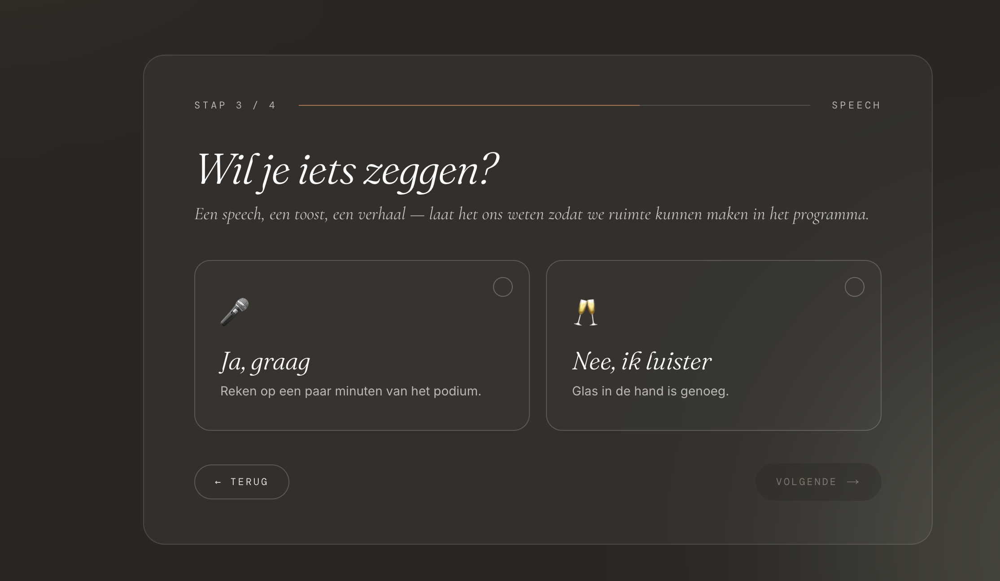 STAP 3 / 4
SPEECH
Wil je iets zeggen?
Een speech, een toost, een verhaal — laat het ons weten zodat we ruimte kunnen maken in het programma.
Ja, graag
Reken op een paar minuten van het podium.
Nee, ik luister
Glas in de hand is genoeg.
← TERUG
VOLGENDE →